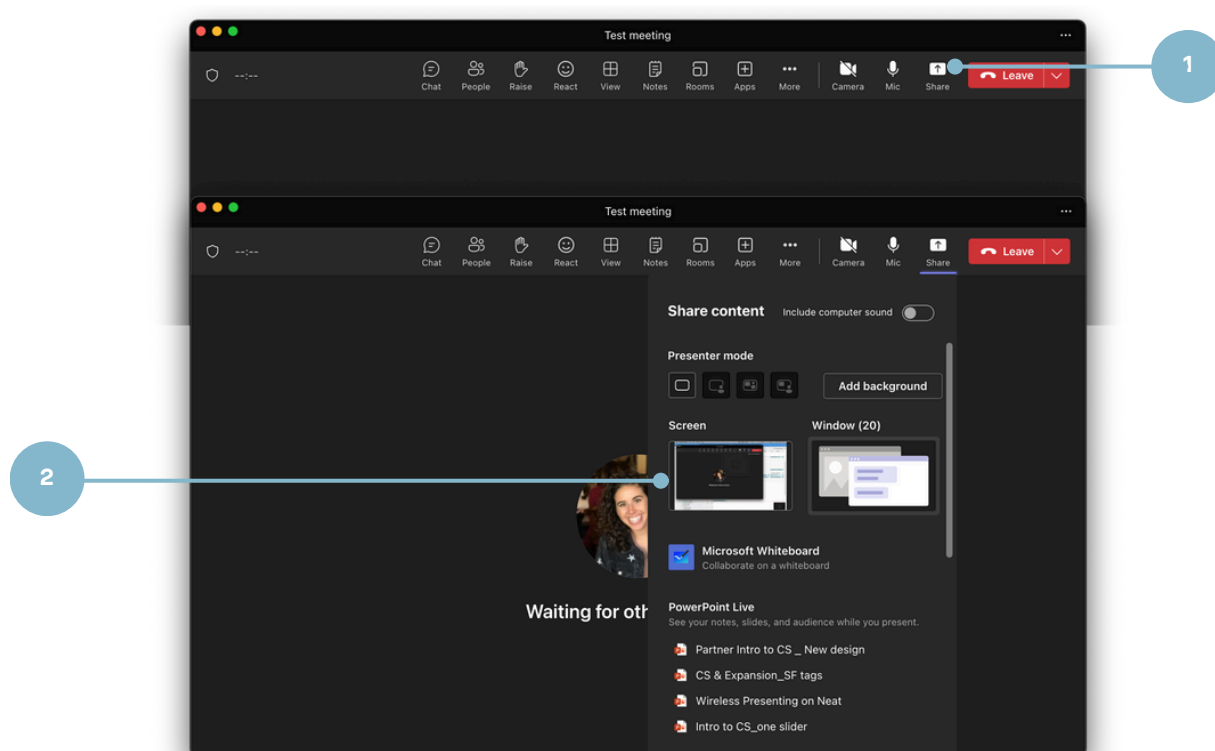 Test meeting
--:--
Chat People Raise React View Notes Rooms Apps More Camera Mic Share Leave
1
Test meeting
--:--
Chat People Raise React View Notes Rooms Apps More Camera Mic Share Leave
Share content Include computer sound
Presenter mode
Add background
Screen Window (20)
2
Microsoft Whiteboard
Collaborate on a whiteboard
Waiting for oth
PowerPoint Live
See your notes, slides, and audience while you present.
Partner Intro to CS _ New design
CS & Expansion_SF tags
Wireless Presenting on Neat
Intro to CS_one slider